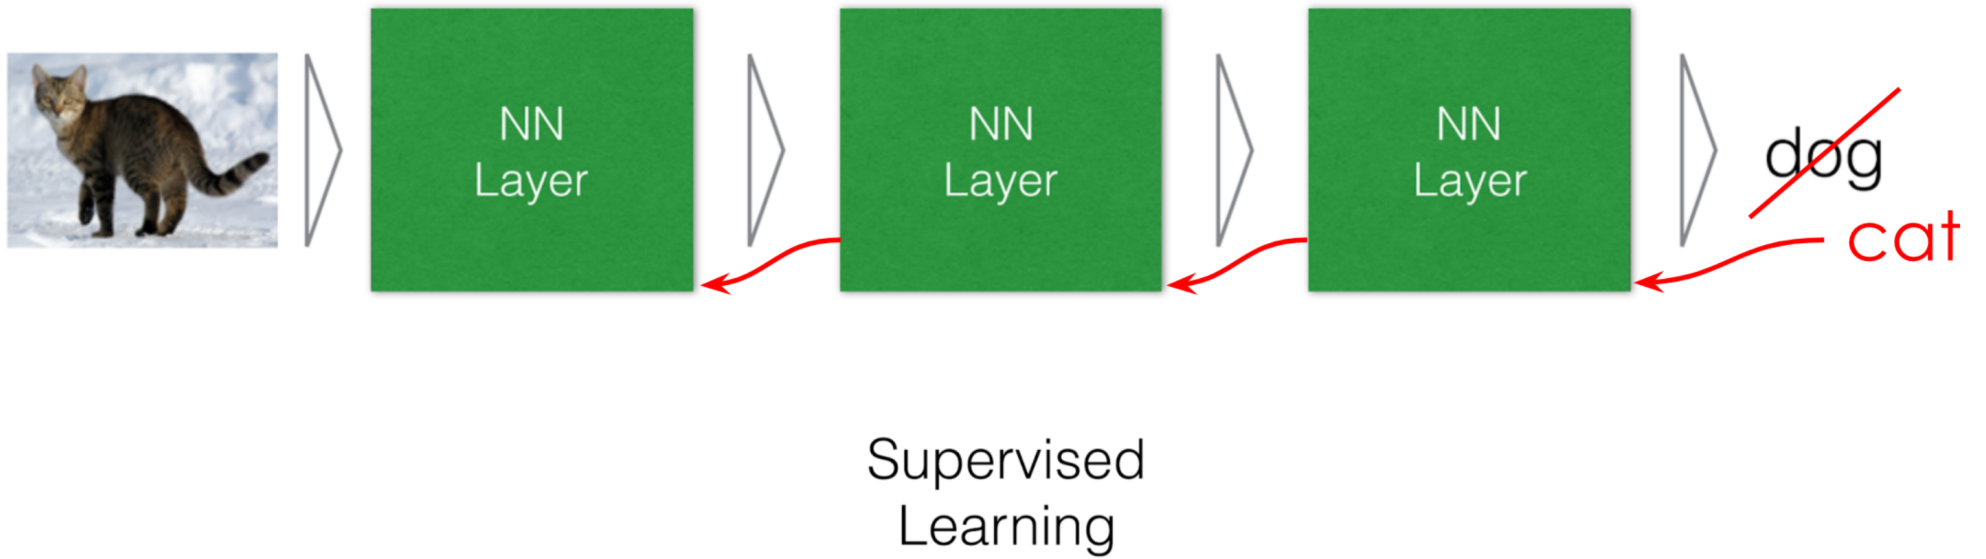 NN
Layer
NN
Layer
NN
Layer
dog
cat
Supervised
Learning